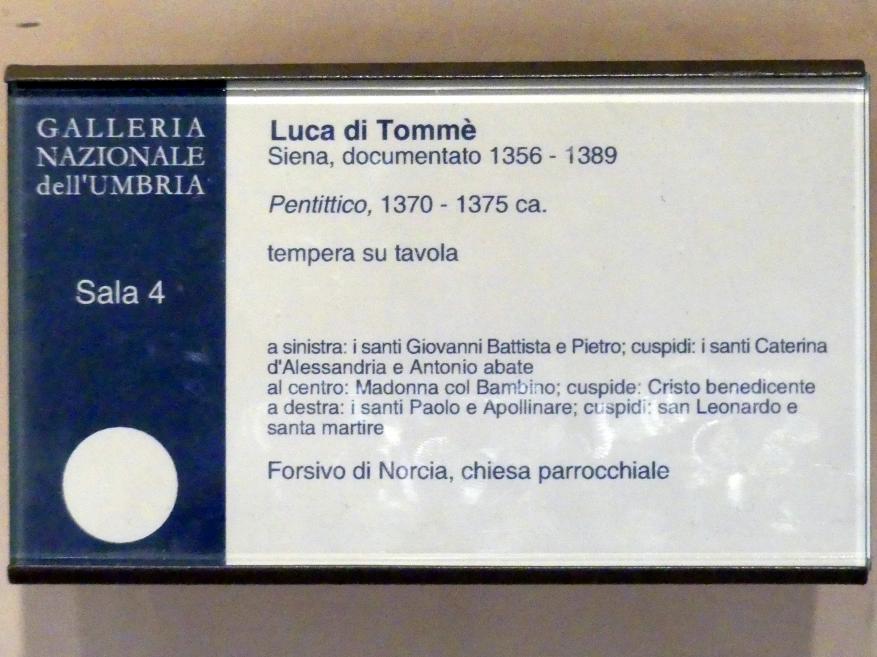 GALLERIA
NAZIONALE
dell'UMBRIA
Sala 4
Luca di Tommè
Siena, documentato 1356 - 1389
Pentittico, 1370 - 1375 ca.
tempera su tavola
a sinistra: i santi Giovanni Battista e Pietro; cuspidi: i santi Caterina
d'Alessandria e Antonio abate
al centro: Madonna col Bambino; cuspide: Cristo benedicente
a destra: i santi Paolo e Apollinare; cuspidi: san Leonardo e
santa martire
Forsivo di Norcia, chiesa parrocchiale